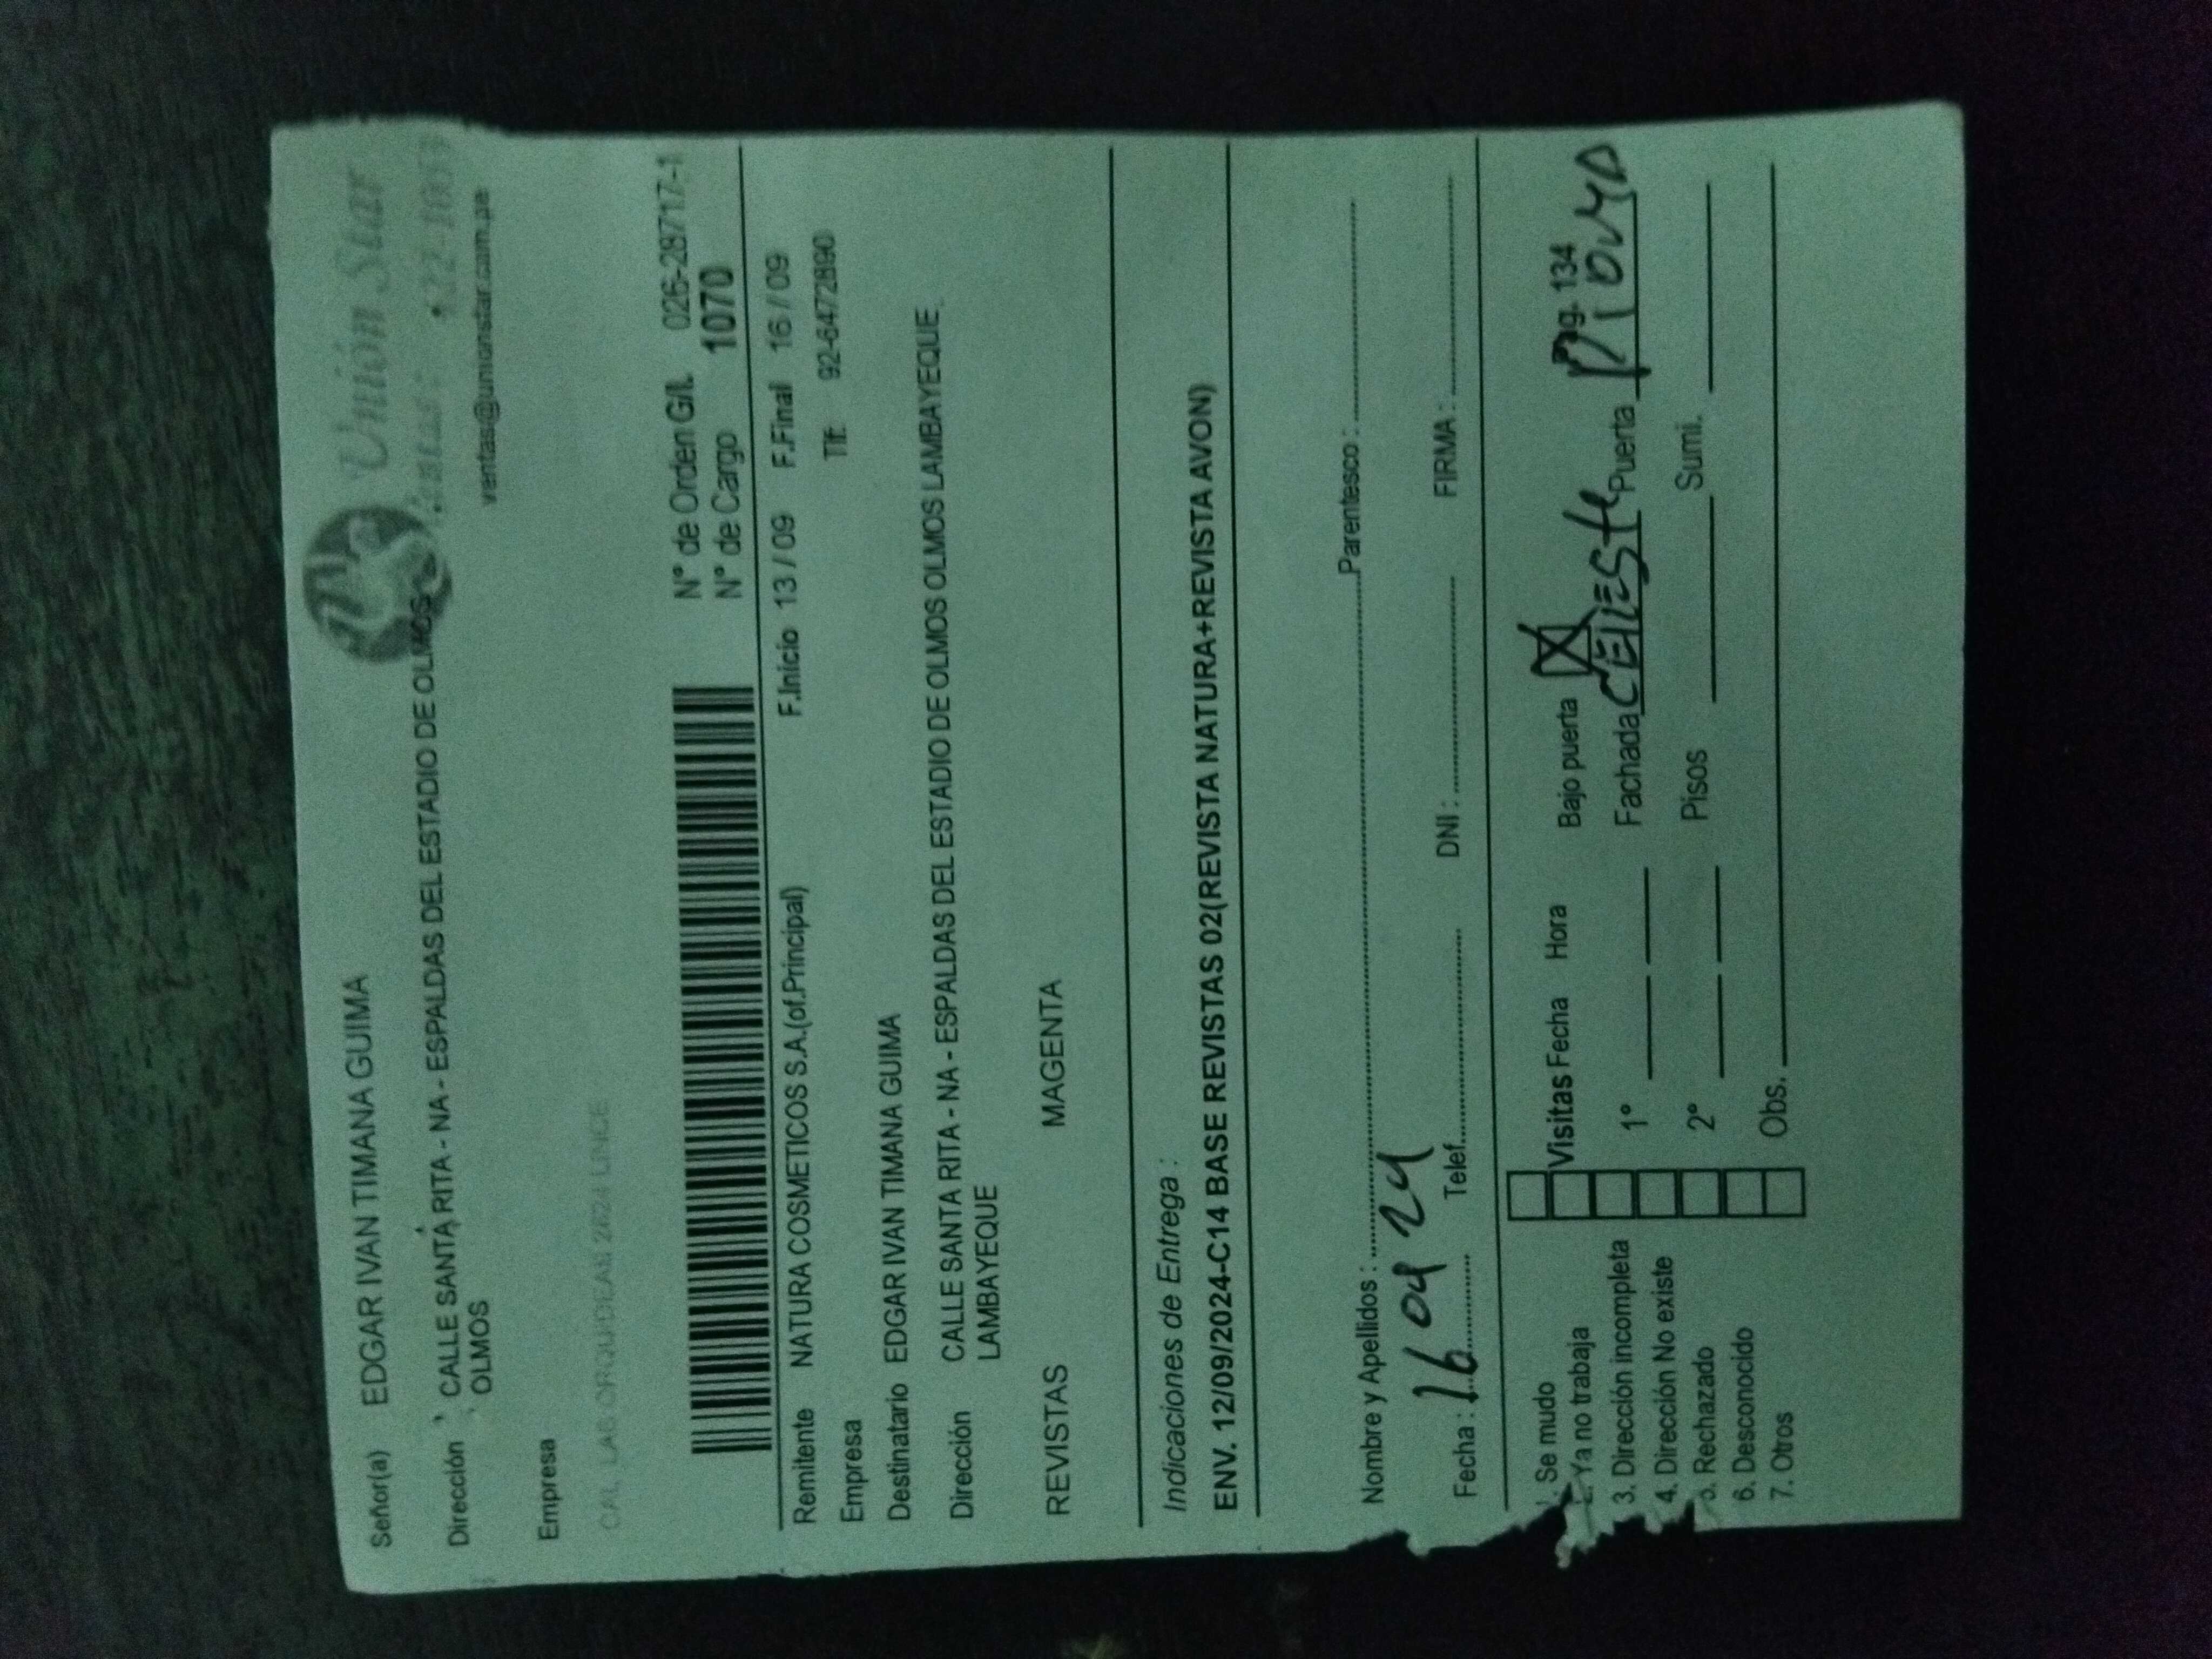 Unión Star
ventas@unionstar.com.pe
Señor(a) EDGAR IVAN TIMANA GUIMA
Dirección CALLE SANTA RITA - NA - ESPALDAS DEL ESTADIO DE OLMOS
OLMOS
Empresa
CAL. LAS ORQUIDEAS 2624 LINCE
N° de Orden G/L 026-28717-1
N° de Cargo 1070
F.Inicio 13 / 09 F.Final 16 / 09
Remitente NATURA COSMETICOS S.A.(of.Principal)
Tlf: 92-6472890
Empresa
Destinatario EDGAR IVAN TIMANA GUIMA
Dirección CALLE SANTA RITA - NA - ESPALDAS DEL ESTADIO DE OLMOS OLMOS LAMBAYEQUE
LAMBAYEQUE
REVISTAS MAGENTA
Indicaciones de Entrega :
ENV. 12/09/2024-C14 BASE REVISTAS 02(REVISTA NATURA+REVISTA AVON)
Nombre y Apellidos : Parentesco :
Fecha : 16 09 24 Telef. DNI : FIRMA :
Pag. 134
1. Se mudo Visitas Fecha Hora Bajo puerta X
2. Ya no trabaja
3. Dirección incompleta 1° Fachada CELESTE Puerta
4. Dirección No existe
5. Rechazado 2° Pisos Sumi.
6. Desconocido
7. Otros Obs.